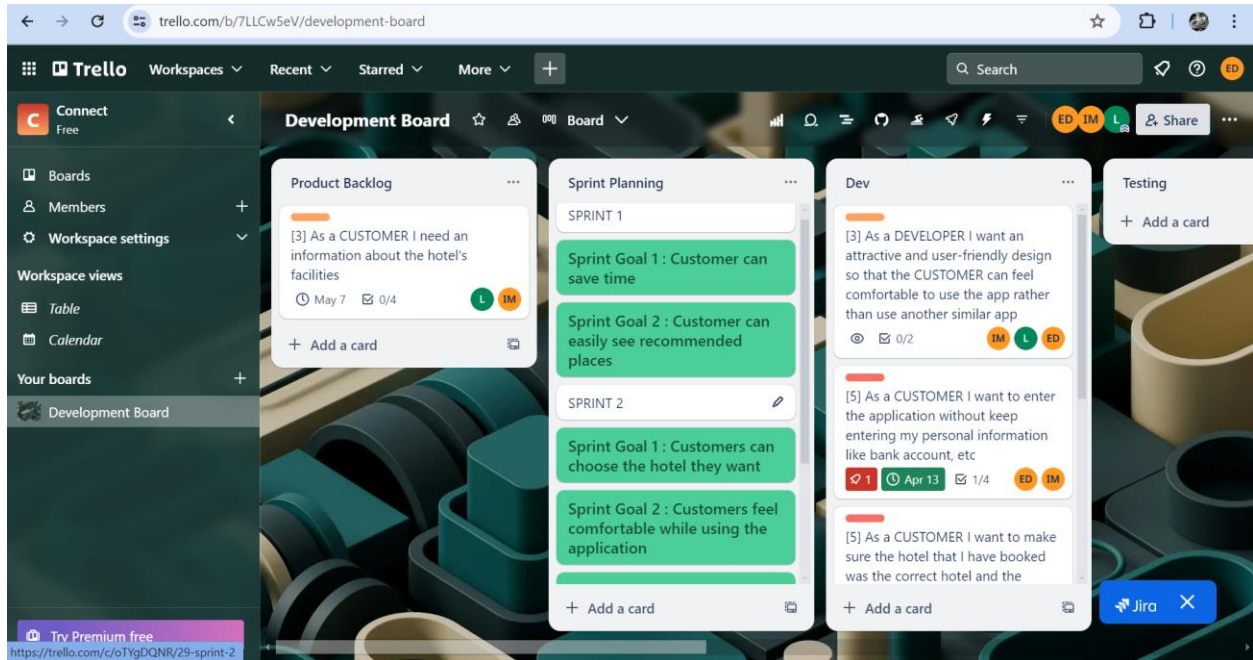 trello.com/b/7LLCw5eV/development-board
Trello Workspaces Recent Starred More Search ED
C Connect
Free
Development Board Board ED IM L Share
Boards
Members
Workspace settings
Workspace views
Table
Calendar
Your boards
Development Board
Try Premium free
https://trello.com/c/oTYgDQNR/29-sprint-2
Product Backlog
[3] As a CUSTOMER I need an
information about the hotel's
facilities
May 7 0/4 L IM
+ Add a card
Sprint Planning
SPRINT 1
Sprint Goal 1 : Customer can
save time
Sprint Goal 2 : Customer can
easily see recommended
places
SPRINT 2
Sprint Goal 1 : Customers can
choose the hotel they want
Sprint Goal 2 : Customers feel
comfortable while using the
application
+ Add a card
Dev
[3] As a DEVELOPER I want an
attractive and user-friendly design
so that the CUSTOMER can feel
comfortable to use the app rather
than use another similar app
0/2 IM L ED
[5] As a CUSTOMER I want to enter
the application without keep
entering my personal information
like bank account, etc
1 Apr 13 1/4 ED IM
[5] As a CUSTOMER I want to make
sure the hotel that I have booked
was the correct hotel and the
+ Add a card
Testing
+ Add a card
Jira